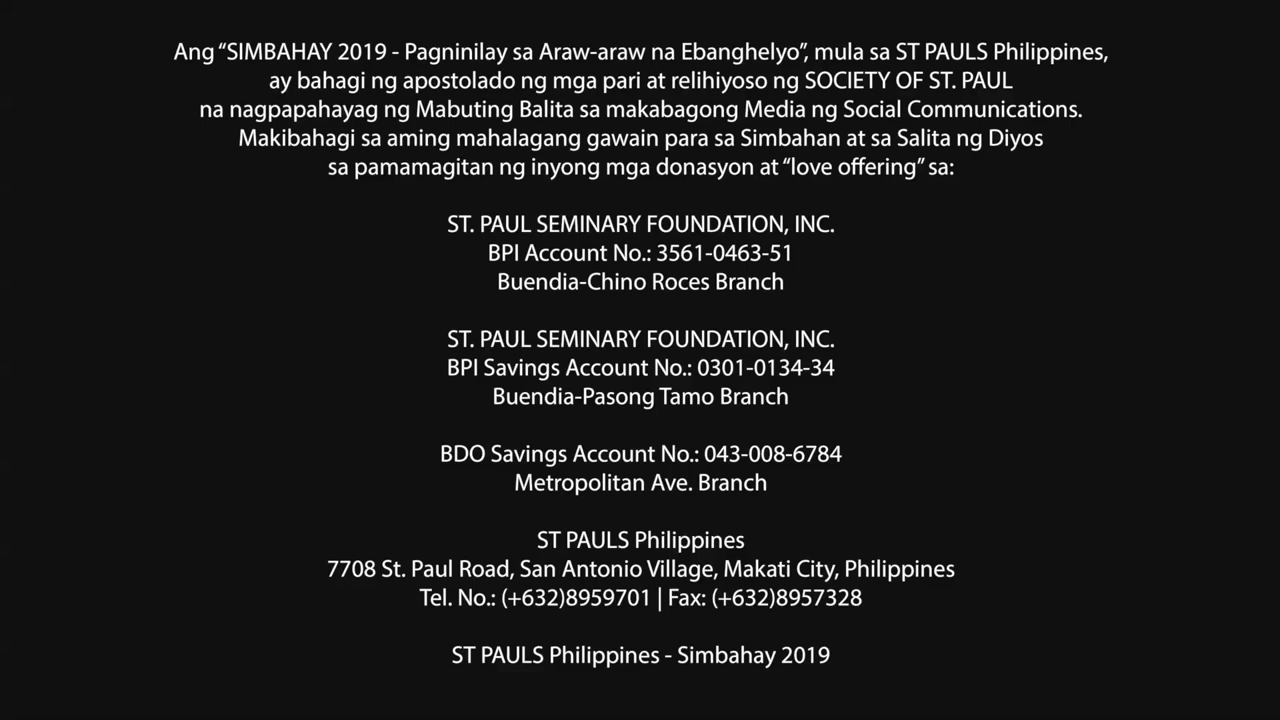 Ang “SIMBAHAY 2019 - Pagninilay sa Araw-araw na Ebanghelyo”, mula sa ST PAULS Philippines,
ay bahagi ng apostolado ng mga pari at relihiyoso ng SOCIETY OF ST. PAUL
na nagpapahayag ng Mabuting Balita sa makabagong Media ng Social Communications.
Makibahagi sa aming mahalagang gawain para sa Simbahan at sa Salita ng Diyos
sa pamamagitan ng inyong mga donasyon at “love offering” sa:
ST. PAUL SEMINARY FOUNDATION, INC.
BPI Account No.: 3561-0463-51
Buendia-Chino Roces Branch
ST. PAUL SEMINARY FOUNDATION, INC.
BPI Savings Account No.: 0301-0134-34
Buendia-Pasong Tamo Branch
BDO Savings Account No.: 043-008-6784
Metropolitan Ave. Branch
ST PAULS Philippines
7708 St. Paul Road, San Antonio Village, Makati City, Philippines
Tel. No.: (+632)8959701 | Fax: (+632)8957328
ST PAULS Philippines - Simbahay 2019